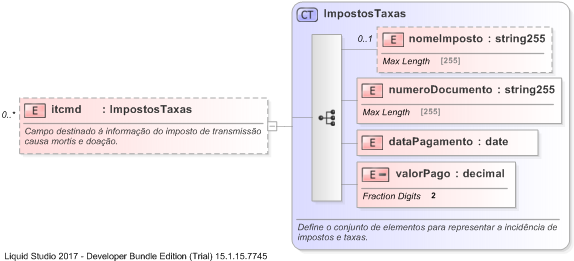 CT ImpostosTaxas
0..1
E nomeImposto : string255
Max Length [255]
E numeroDocumento : string255
Max Length [255]
0..*
E itcmd : ImpostosTaxas
Campo destinado á informação do imposto de transmissão
causa mortis e doação.
E dataPagamento : date
E valorPago : decimal
Fraction Digits 2
Define o conjunto de elementos para representar a incidência de
impostos e taxas.
Liquid Studio 2017 - Developer Bundle Edition (Trial) 15.1.15.7745